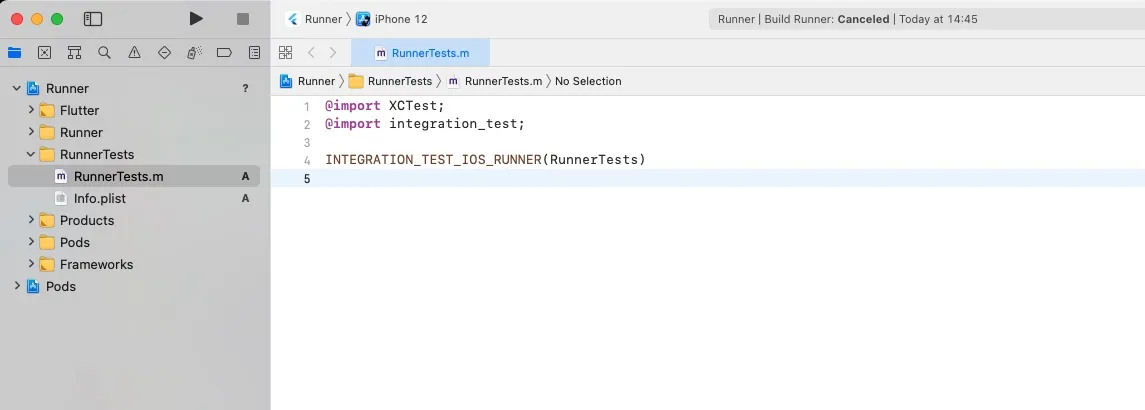 Runner 〉 iPhone 12
Runner | Build Runner: Canceled | Today at 14:45
m RunnerTests.m
Runner 〉 RunnerTests 〉 m RunnerTests.m 〉 No Selection
Runner ?
Flutter
Runner
RunnerTests
m RunnerTests.m A
Info.plist A
Products
Pods
Frameworks
Pods
1 @import XCTest;
2 @import integration_test;
3
4 INTEGRATION_TEST_IOS_RUNNER(RunnerTests)
5